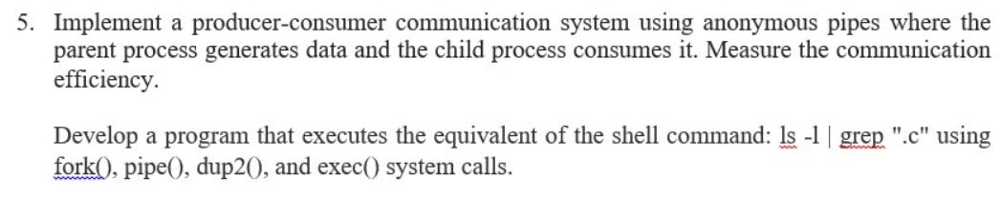 5. Implement a producer-consumer communication system using anonymous pipes where the
parent process generates data and the child process consumes it. Measure the communication
efficiency.
Develop a program that executes the equivalent of the shell command: ls -l | grep ".c" using
fork(), pipe(), dup2(), and exec() system calls.